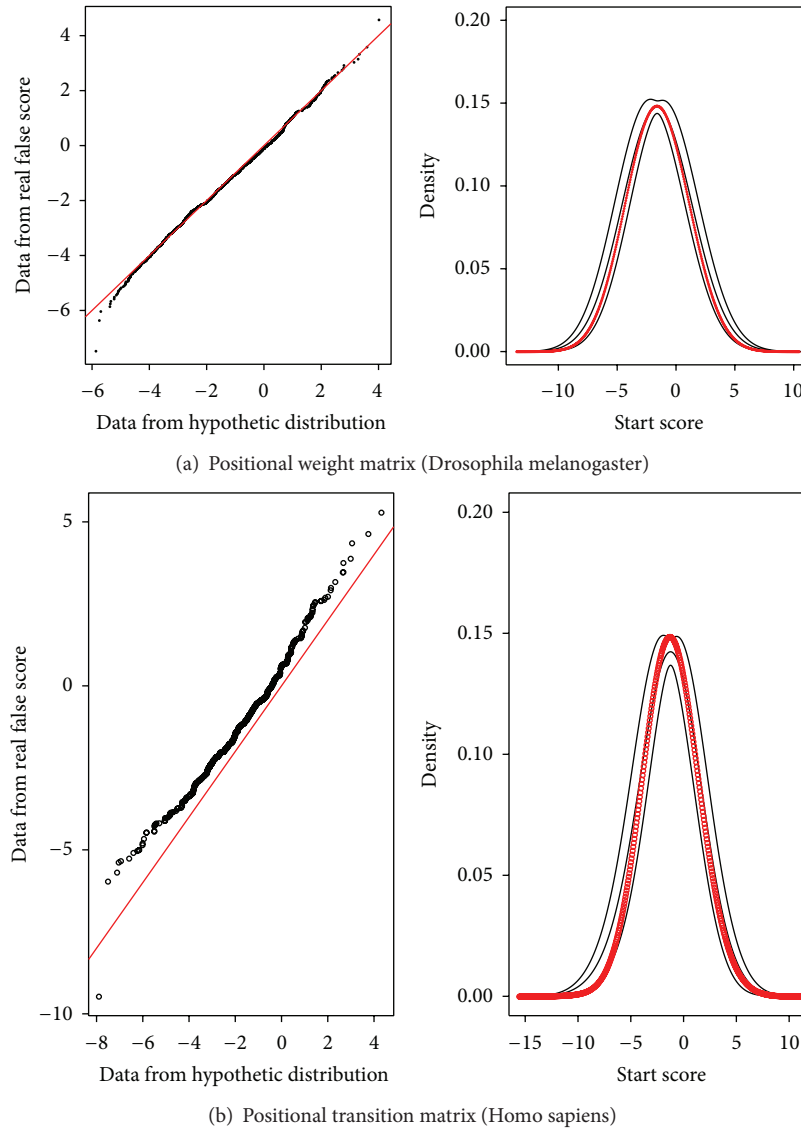 4
2
0
−2
−4
−6
Data from real false score
−6 −4 −2 0 2 4
Data from hypothetic distribution
0.20
0.15
0.10
0.05
0.00
Density
−10 −5 0 5 10
Start score
(a) Positional weight matrix (Drosophila melanogaster)
5
0
−5
−10
Data from real false score
−8 −6 −4 −2 0 2 4
Data from hypothetic distribution
0.20
0.15
0.10
0.05
0.00
Density
−15 −10 −5 0 5 10
Start score
(b) Positional transition matrix (Homo sapiens)